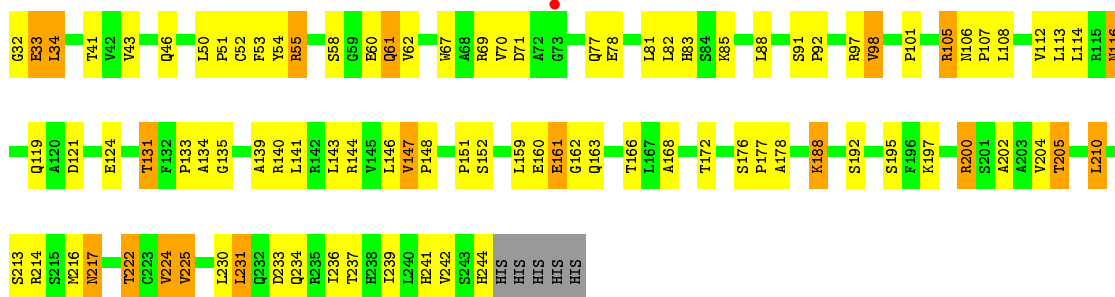 G32 E33 L34 T41 V42 V43 Q46 L50 P51 C52 F53 Y54 R55 S58 G59 E60 Q61 V62 W67 A68 R69 V70 D71 A72 G73 Q77 E78 L81 L82 H83 S84 K85 L88 S91 P92 R97 V98 P101 R105 N106 P107 L108 V112 L113 L114 R115 N116
Q119 A120 D121 E124 T131 F132 P133 A134 G135 A139 R140 L141 R142 L143 R144 V145 L146 V147 P148 P151 S152 L159 E160 E161 G162 Q163 T166 L167 A168 T172 S176 P177 A178 K188 S192 S195 F196 K197 R200 S201 A202 A203 V204 T205 L210
S213 R214 S215 M216 N217 T222 C223 V224 V225 L230 L231 Q232 D233 Q234 R235 I236 T237 H238 I239 L240 H241 V242 S243 H244 HIS HIS HIS HIS HIS